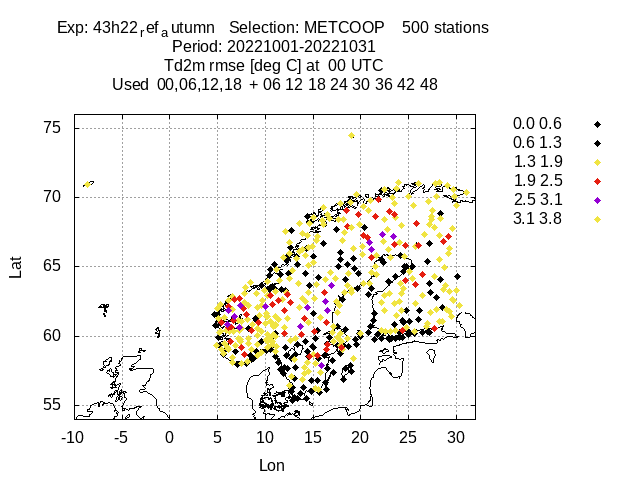 Exp: 43h22ref autumn Selection: METCOOP 500 stations
Period: 20221001-20221031
Td2m rmse [deg C] at 00 UTC
Used 00,06,12,18 + 06 12 18 24 30 36 42 48
75
70
65
60
55
-10 -5 0 5 10 15 20 25 30
Lat
Lon
0.0 0.6
0.6 1.3
1.3 1.9
1.9 2.5
2.5 3.1
3.1 3.8